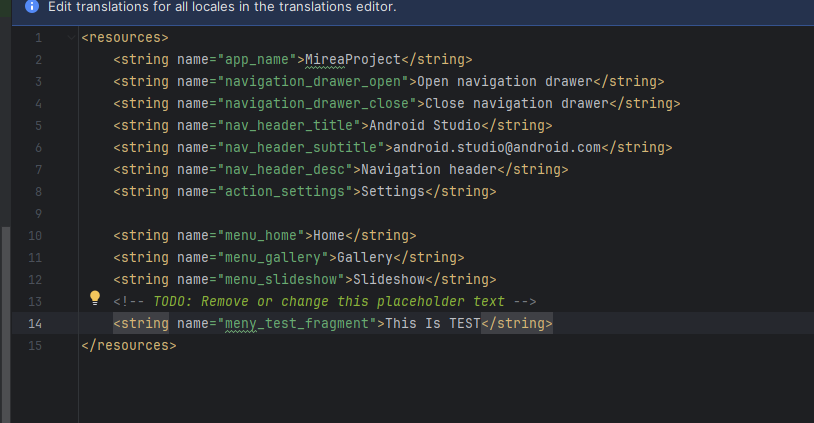 Edit translations for all locales in the translations editor.
1 <resources>
2 <string name="app_name">MireaProject</string>
3 <string name="navigation_drawer_open">Open navigation drawer</string>
4 <string name="navigation_drawer_close">Close navigation drawer</string>
5 <string name="nav_header_title">Android Studio</string>
6 <string name="nav_header_subtitle">android.studio@android.com</string>
7 <string name="nav_header_desc">Navigation header</string>
8 <string name="action_settings">Settings</string>
9
10 <string name="menu_home">Home</string>
11 <string name="menu_gallery">Gallery</string>
12 <string name="menu_slideshow">Slideshow</string>
13 <!-- TODO: Remove or change this placeholder text -->
14 <string name="meny_test_fragment">This Is TEST</string>
15 </resources>